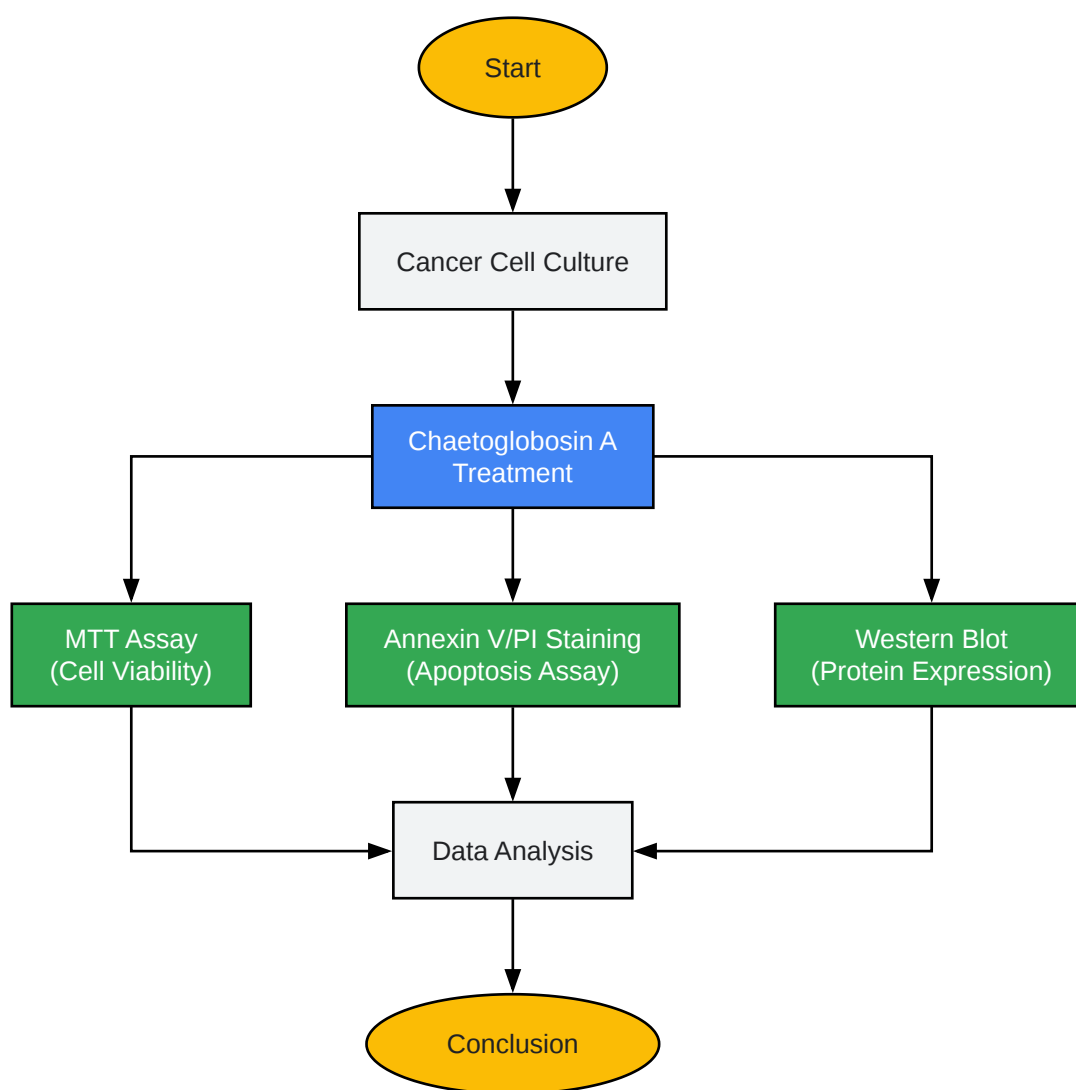 Start
Cancer Cell Culture
Chaetoglobosin A
Treatment
MTT Assay
(Cell Viability)
Annexin V/PI Staining
(Apoptosis Assay)
Western Blot
(Protein Expression)
Data Analysis
Conclusion